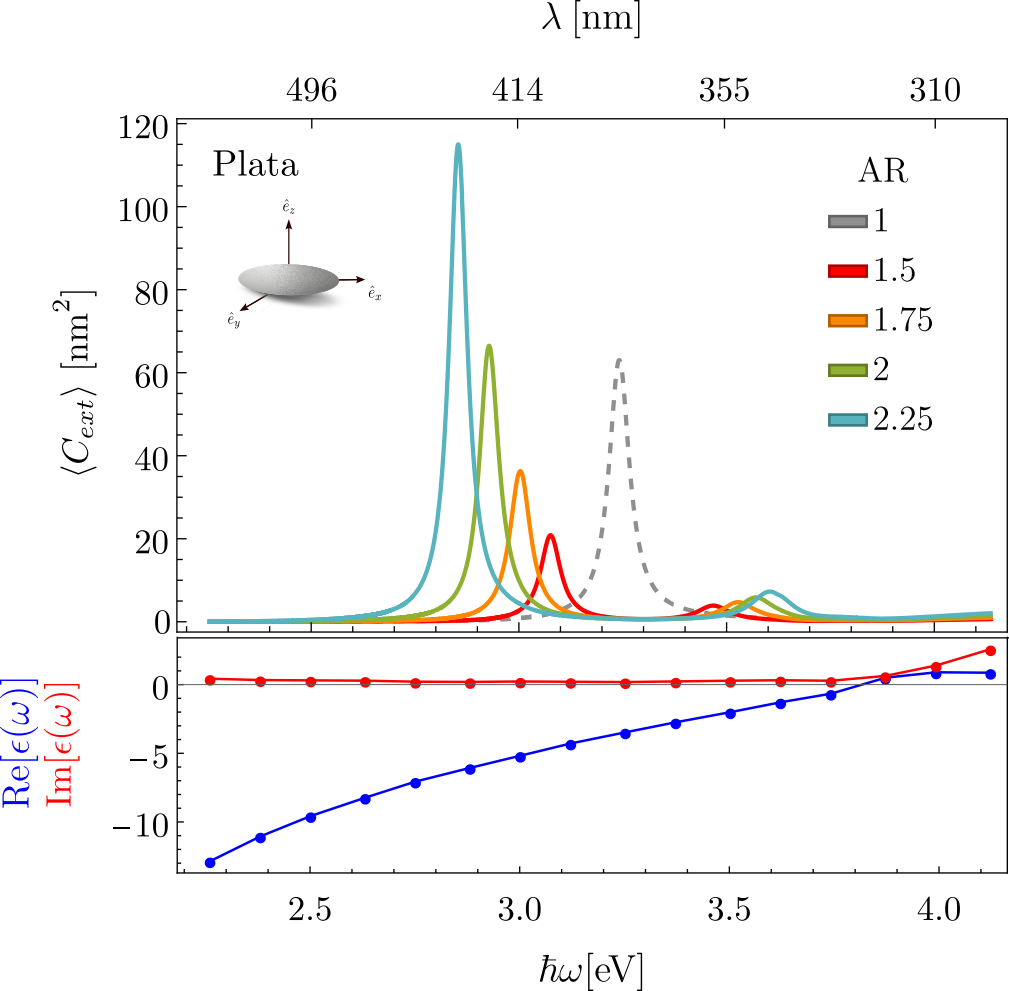 λ [nm]
496 414 355 310
120
100
80
60
40
20
0
⟨C_ext⟩ [nm²]
Plata
ê_z
ê_x
ê_y
AR
1
1.5
1.75
2
2.25
0
−5
−10
Re[ϵ(ω)]
Im[ϵ(ω)]
2.5 3.0 3.5 4.0
ℏω[eV]